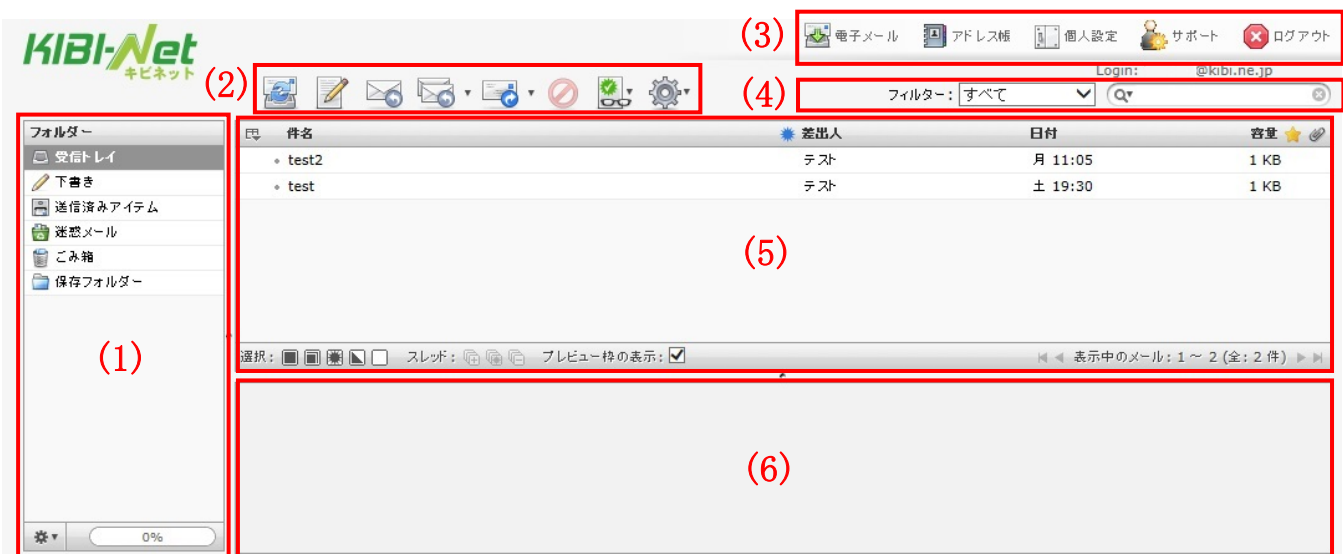 KIBI-Net
キビネット
(3) 電子メール アドレス帳 個人設定 サポート ログアウト
Login: @kibi.ne.jp
(2)
(4) フィルター: すべて
フォルダー
受信トレイ
下書き
送信済みアイテム
迷惑メール
ごみ箱
保存フォルダー
(1)
0%
件名 差出人 日付 容量
test2 テスト 月 11:05 1 KB
test テスト 土 19:30 1 KB
(5)
選択: スレッド: プレビュー枠の表示: 表示中のメール: 1 ~ 2 (全: 2 件)
(6)